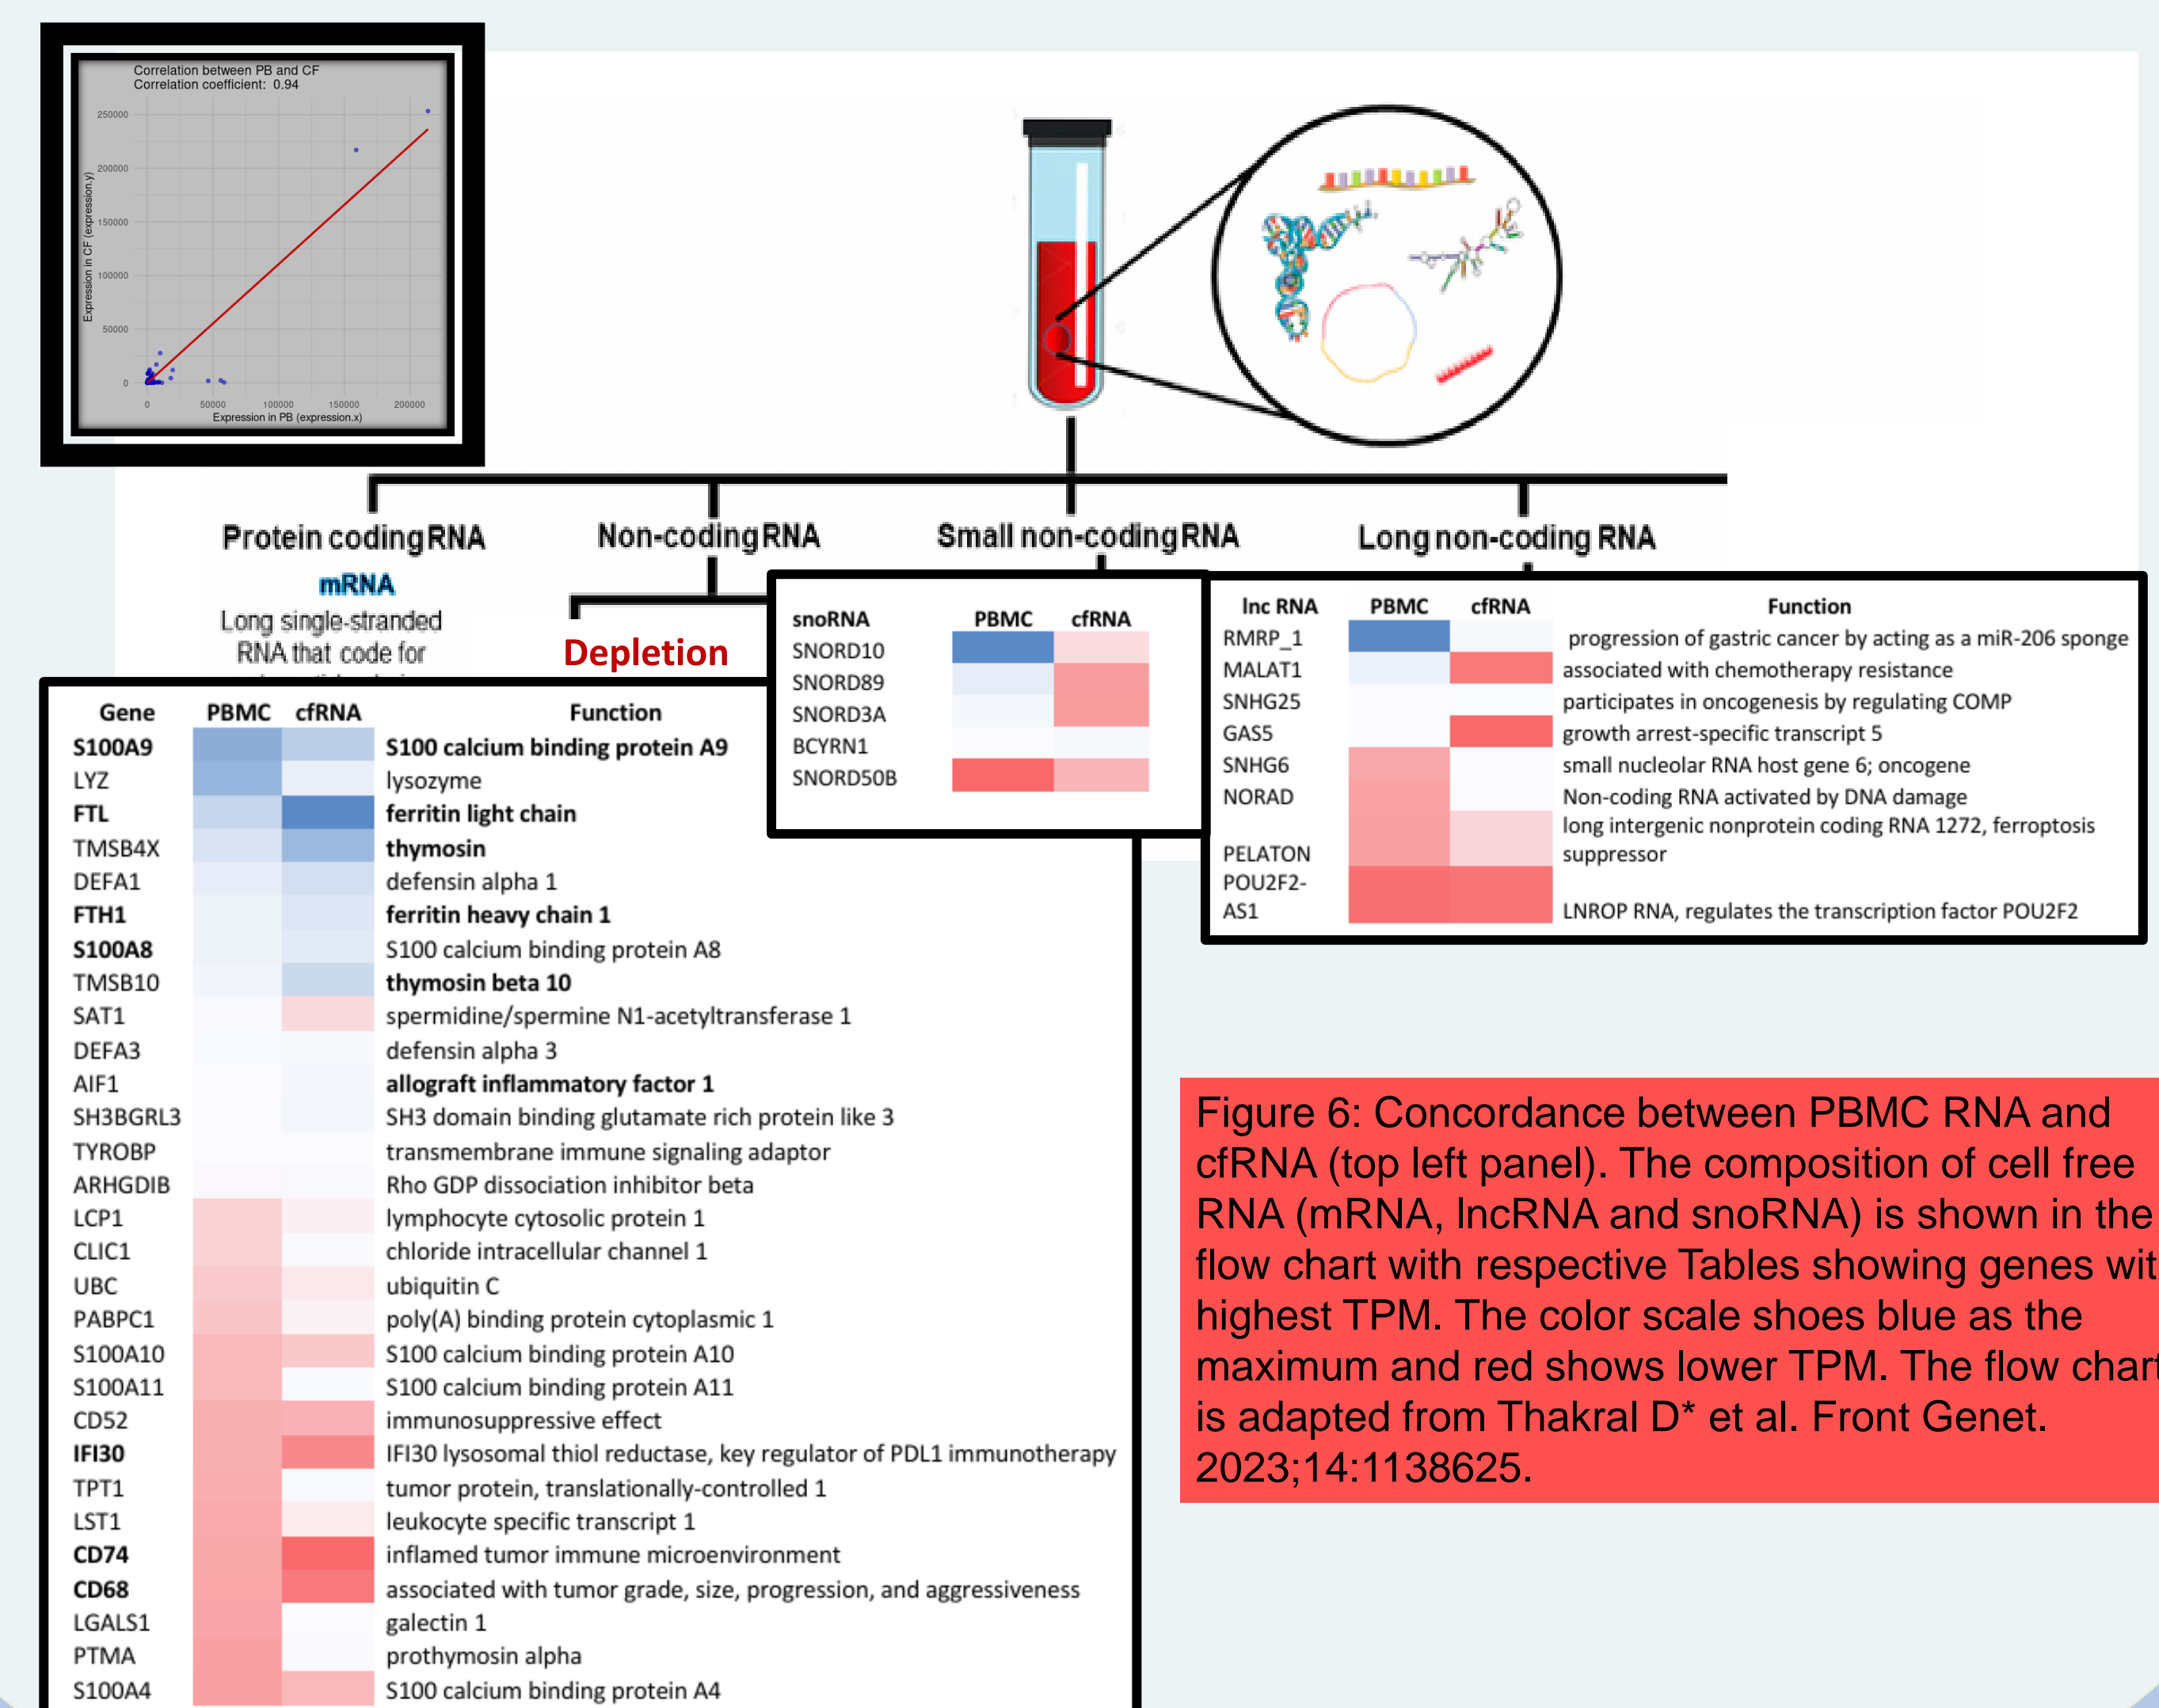 Correlation between PB and CF
Correlation coefficient: 0.94
250000
200000
150000
100000
50000
0
Expression in CF (expression.y)
0 50000 100000 150000 200000
Expression in PB (expression.x)
Protein coding RNA
mRNA
Long single-stranded
RNA that code for
Non-coding RNA
Depletion
Small non-coding RNA
Long non-coding RNA
snoRNA PBMC cfRNA
SNORD10
SNORD89
SNORD3A
BCYRN1
SNORD50B
lnc RNA PBMC cfRNA Function
RMRP_1 progression of gastric cancer by acting as a miR-206 sponge
MALAT1 associated with chemotherapy resistance
SNHG25 participates in oncogenesis by regulating COMP
GAS5 growth arrest-specific transcript 5
SNHG6 small nucleolar RNA host gene 6; oncogene
NORAD Non-coding RNA activated by DNA damage
long intergenic nonprotein coding RNA 1272, ferroptosis
PELATON suppressor
POU2F2-
AS1 LNROP RNA, regulates the transcription factor POU2F2
Gene PBMC cfRNA Function
S100A9 S100 calcium binding protein A9
LYZ lysozyme
FTL ferritin light chain
TMSB4X thymosin
DEFA1 defensin alpha 1
FTH1 ferritin heavy chain 1
S100A8 S100 calcium binding protein A8
TMSB10 thymosin beta 10
SAT1 spermidine/spermine N1-acetyltransferase 1
DEFA3 defensin alpha 3
AIF1 allograft inflammatory factor 1
SH3BGRL3 SH3 domain binding glutamate rich protein like 3
TYROBP transmembrane immune signaling adaptor
ARHGDIB Rho GDP dissociation inhibitor beta
LCP1 lymphocyte cytosolic protein 1
CLIC1 chloride intracellular channel 1
UBC ubiquitin C
PABPC1 poly(A) binding protein cytoplasmic 1
S100A10 S100 calcium binding protein A10
S100A11 S100 calcium binding protein A11
CD52 immunosuppressive effect
IFI30 IFI30 lysosomal thiol reductase, key regulator of PDL1 immunotherapy
TPT1 tumor protein, translationally-controlled 1
LST1 leukocyte specific transcript 1
CD74 inflamed tumor immune microenvironment
CD68 associated with tumor grade, size, progression, and aggressiveness
LGALS1 galectin 1
PTMA prothymosin alpha
S100A4 S100 calcium binding protein A4
Figure 6: Concordance between PBMC RNA and
cfRNA (top left panel). The composition of cell free
RNA (mRNA, lncRNA and snoRNA) is shown in the
flow chart with respective Tables showing genes wit
highest TPM. The color scale shoes blue as the
maximum and red shows lower TPM. The flow chart
is adapted from Thakral D* et al. Front Genet.
2023;14:1138625.